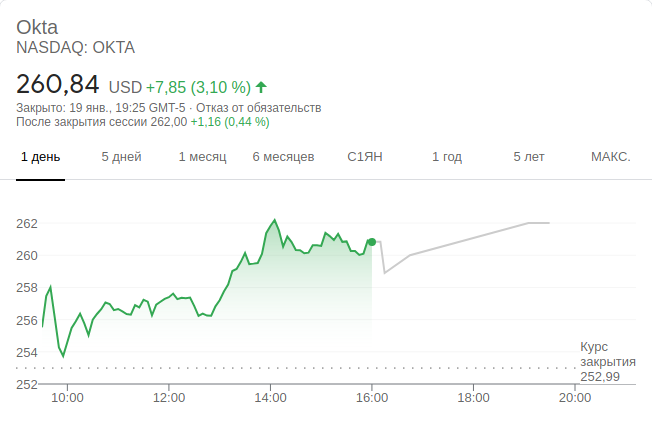 Okta
NASDAQ: OKTA
260,84 USD +7,85 (3,10 %)
Закрыто: 19 янв., 19:25 GMT-5 · Отказ от обязательств
После закрытия сессии 262,00 +1,16 (0,44 %)
1 день 5 дней 1 месяц 6 месяцев С1ЯН 1 год 5 лет МАКС.
262
260
258
256
254
Курс
закрытия
252,99
252
10:00 12:00 14:00 16:00 18:00 20:00